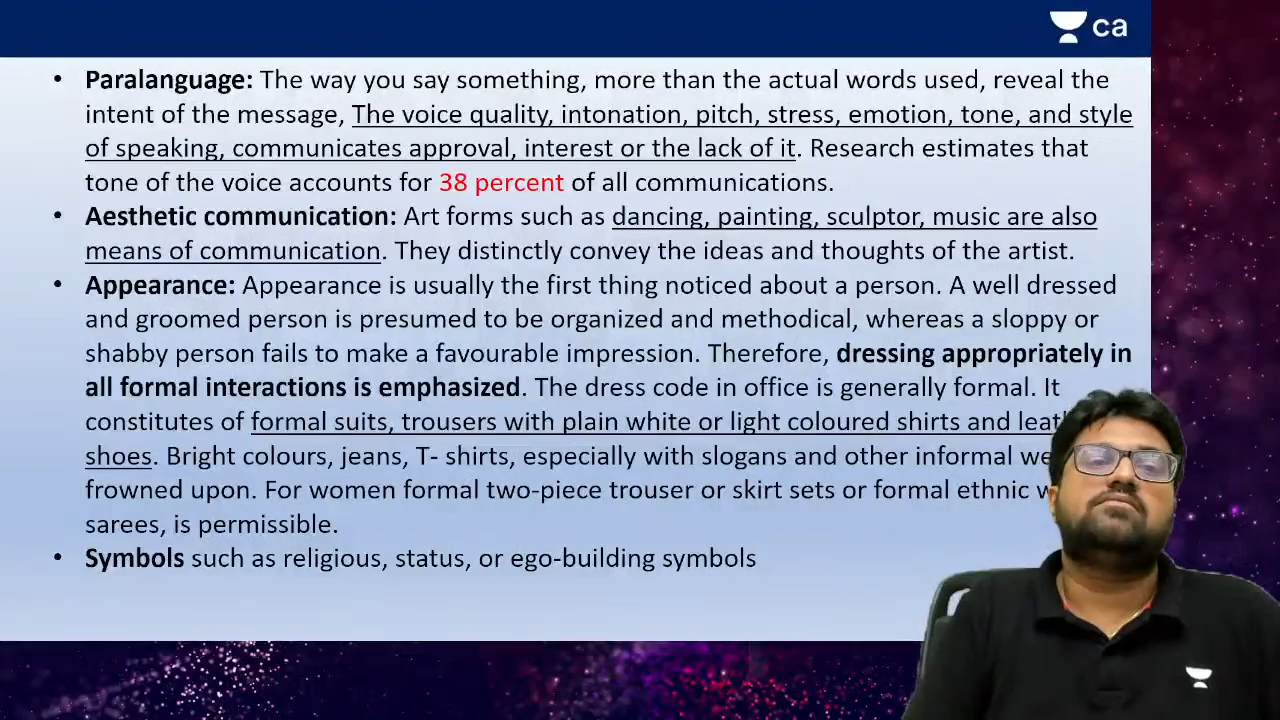 ca
• Paralanguage: The way you say something, more than the actual words used, reveal the
intent of the message, The voice quality, intonation, pitch, stress, emotion, tone, and style
of speaking, communicates approval, interest or the lack of it. Research estimates that
tone of the voice accounts for 38 percent of all communications.
• Aesthetic communication: Art forms such as dancing, painting, sculptor, music are also
means of communication. They distinctly convey the ideas and thoughts of the artist.
• Appearance: Appearance is usually the first thing noticed about a person. A well dressed
and groomed person is presumed to be organized and methodical, whereas a sloppy or
shabby person fails to make a favourable impression. Therefore, dressing appropriately in
all formal interactions is emphasized. The dress code in office is generally formal. It
constitutes of formal suits, trousers with plain white or light coloured shirts and
shoes. Bright colours, jeans, T- shirts, especially with slogans and other informal
frowned upon. For women formal two-piece trouser or skirt sets or formal ethnic
sarees, is permissible.
• Symbols such as religious, status, or ego-building symbols